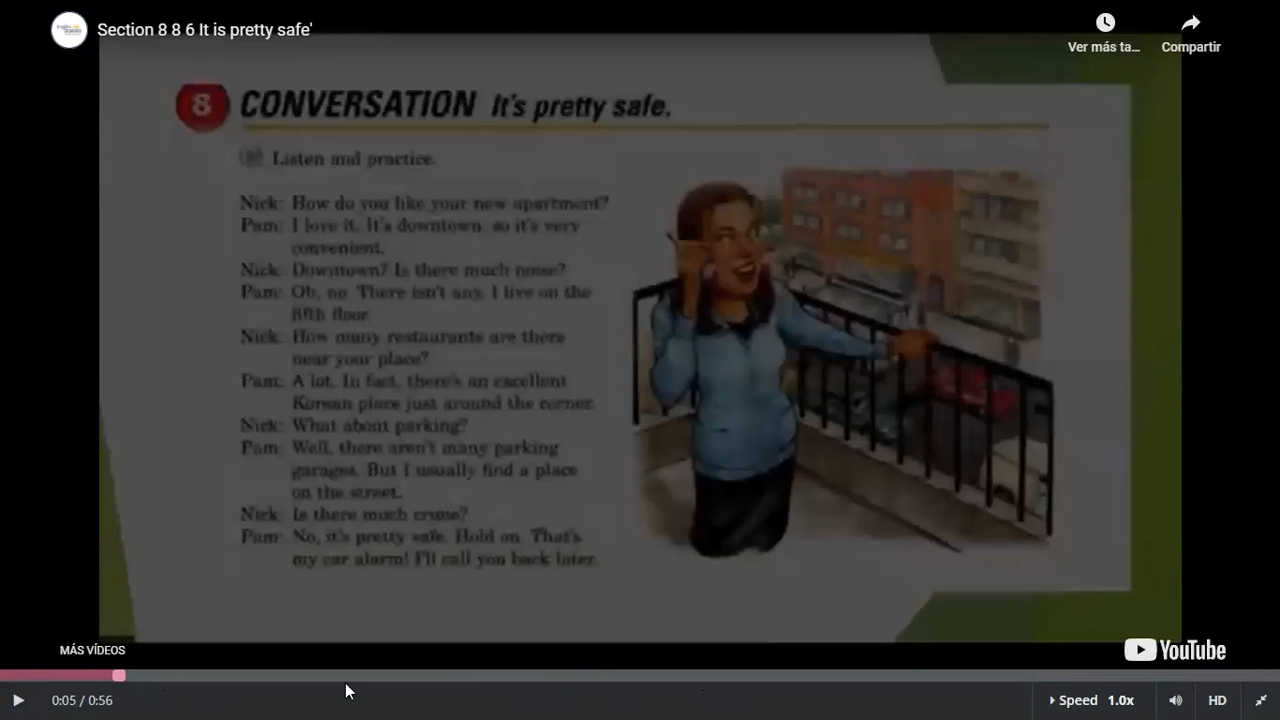 Section 8 8 6 It is pretty safe'
Ver más ta...
Compartir
8 CONVERSATION It's pretty safe.
Listen and practice.
Nick: How do you like your new apartment?
Pam: I love it. It's downtown, so it's very
convenient.
Nick: Downtown? Is there much noise?
Pam: Oh, no. There isn't any. I live on the
fifth floor.
Nick: How many restaurants are there
near your place?
Pam: A lot. In fact, there's an excellent
Korean place just around the corner.
Nick: What about parking?
Pam: Well, there aren't many parking
garages. But I usually find a place
on the street.
Nick: Is there much crime?
Pam: No, it's pretty safe. Hold on. That's
my car alarm! I'll call you back later.
MÁS VÍDEOS
YouTube
0:05 / 0:56
Speed 1.0x
HD